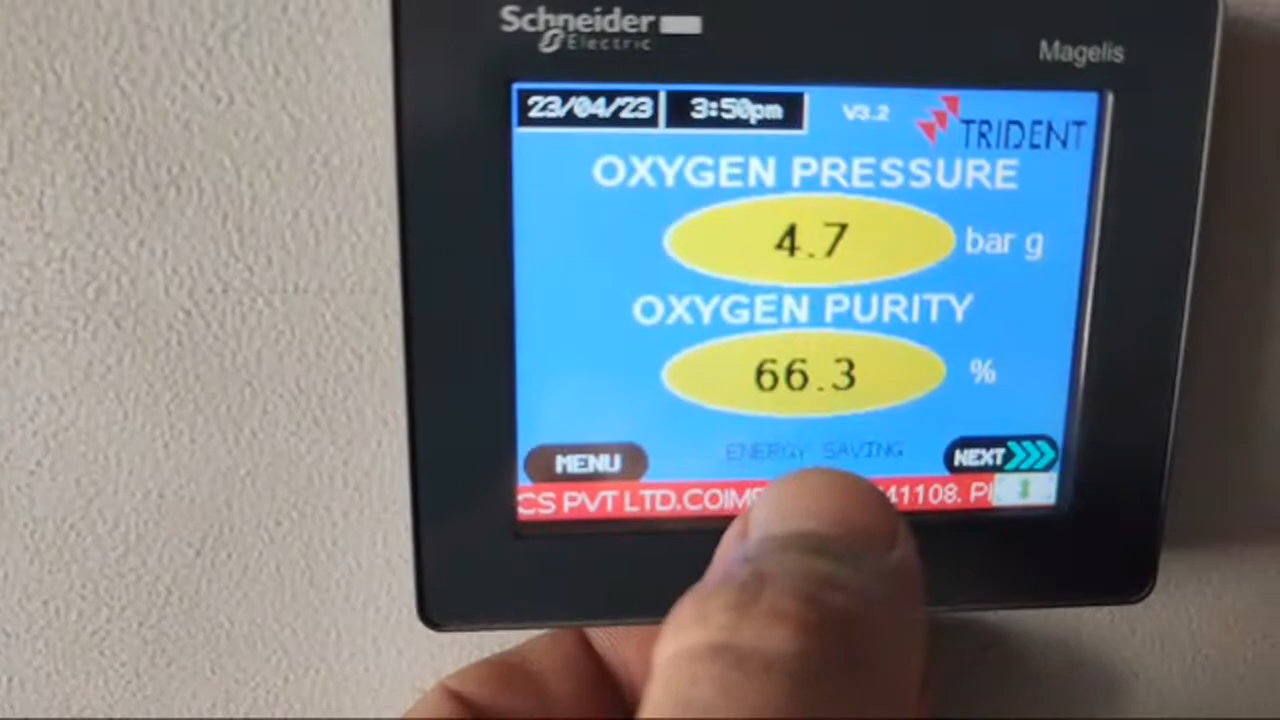 Schneider
Electric
Magelis
23/04/23 3:50pm V3.2 TRIDENT
OXYGEN PRESSURE
4.7 bar g
OXYGEN PURITY
66.3 %
MENU ENERGY SAVING NEXT
CS PVT LTD.COIM 41108. P